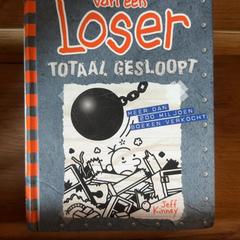 van een
Loser
TOTAAL GESLOOPT
MEER DAN
200 MILJOEN
BOEKEN VERKOCHT!
Jeff
Kinney